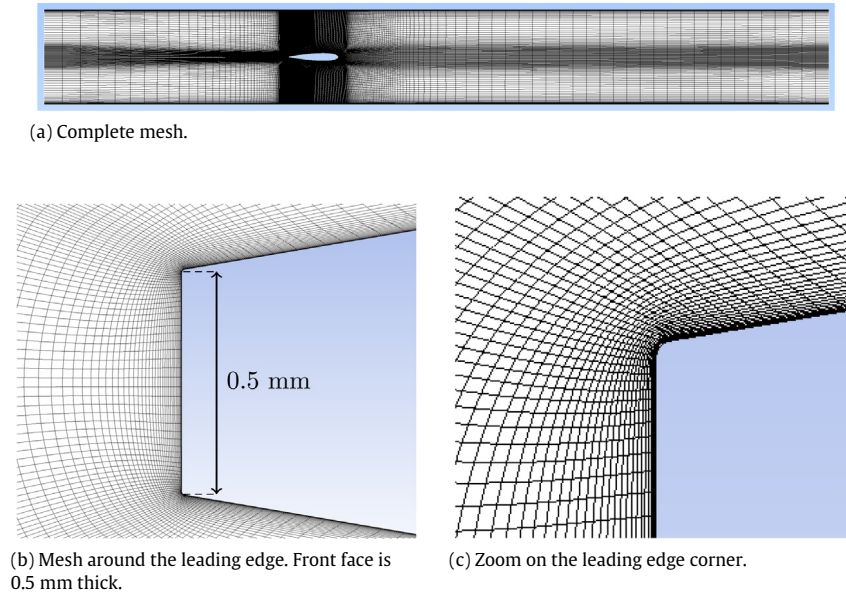 (a) Complete mesh.
0.5 mm
(b) Mesh around the leading edge. Front face is
0.5 mm thick.
(c) Zoom on the leading edge corner.